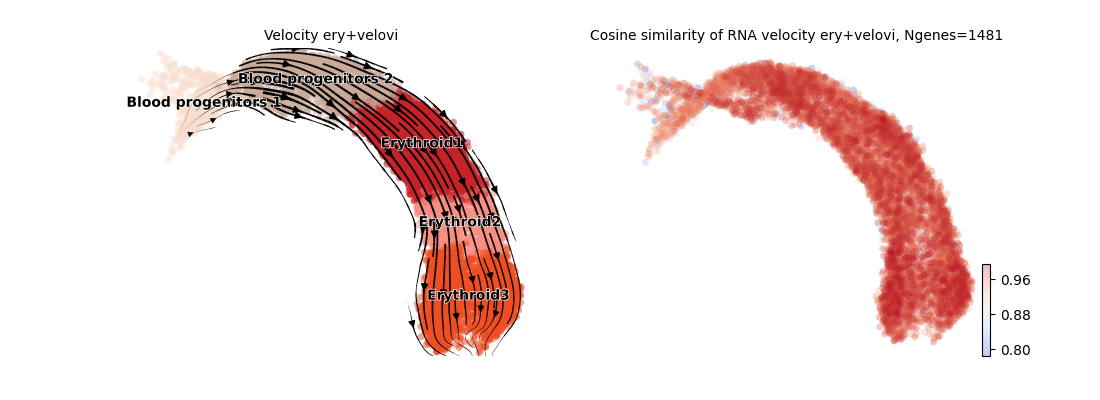 Velocity ery+velovi
Blood progenitors 2
Blood progenitors 1
Erythroid1
Erythroid2
Erythroid3
Cosine similarity of RNA velocity ery+velovi, Ngenes=1481
0.96
0.88
0.80